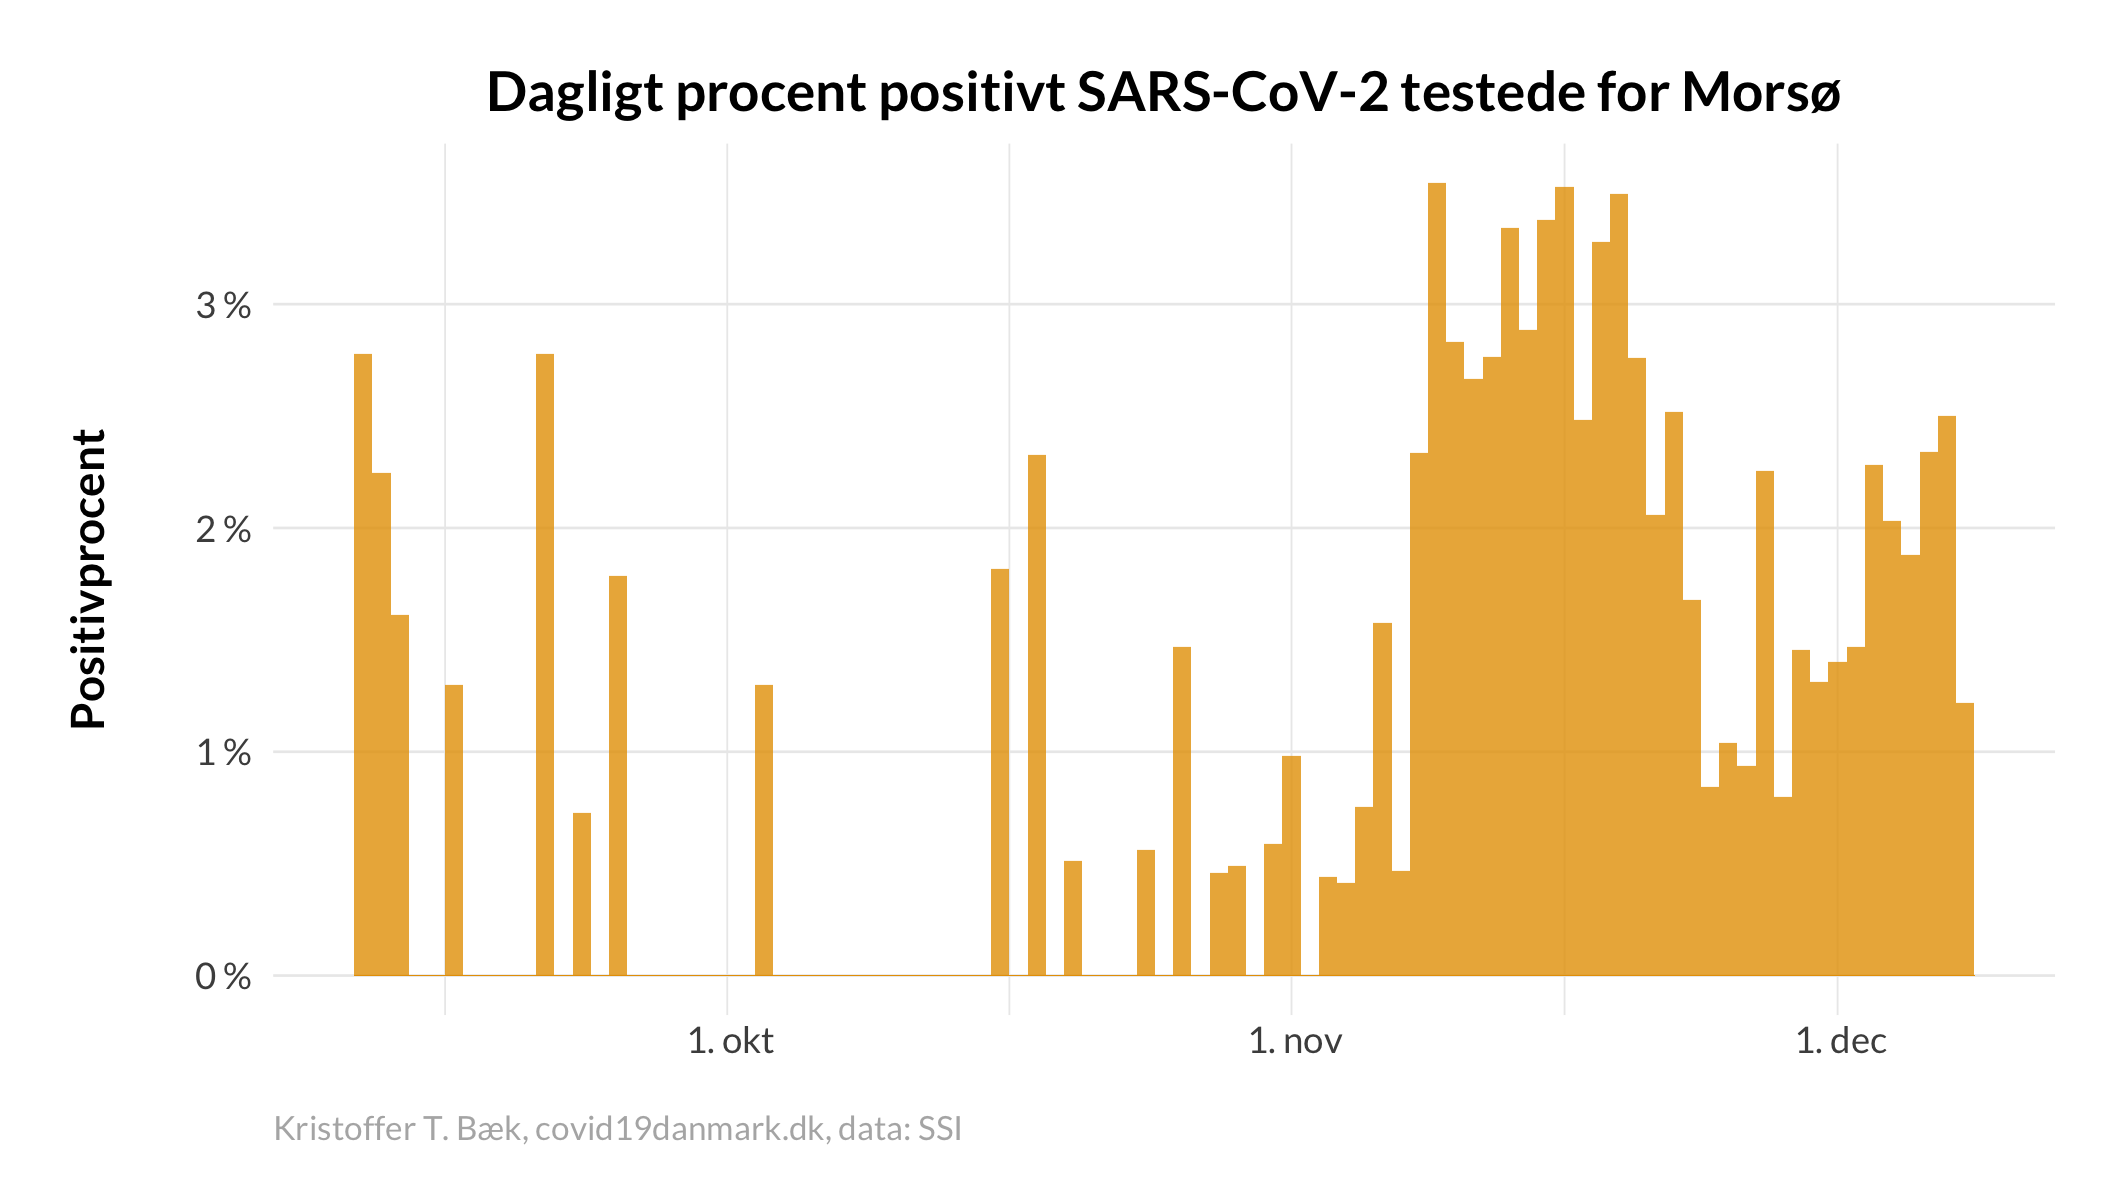 Dagligt procent positivt SARS-CoV-2 testede for Morsø
Positivprocent
3 %
2 %
1 %
0 %
1. okt
1. nov
1. dec
Kristoffer T. Bæk, covid19danmark.dk, data: SSI